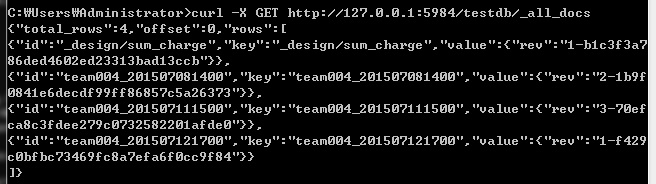 C:₩Users₩Administrator>curl -X GET http://127.0.0.1:5984/testdb/_all_docs
{"total_rows":4,"offset":0,"rows":[
{"id":"_design/sum_charge","key":"_design/sum_charge","value":{"rev":"1-b1c3f3a7
86ded4602ed23313bad13ccb"}},
{"id":"team004_201507081400","key":"team004_201507081400","value":{"rev":"2-1b9f
0841e6decdf99ff86857c5a26373"}},
{"id":"team004_201507111500","key":"team004_201507111500","value":{"rev":"3-70ef
ca8c3fdee279c0732582201afde0"}},
{"id":"team004_201507121700","key":"team004_201507121700","value":{"rev":"1-f429
c0bfbc73469fc8a7efa6f0cc9f84"}}
]}